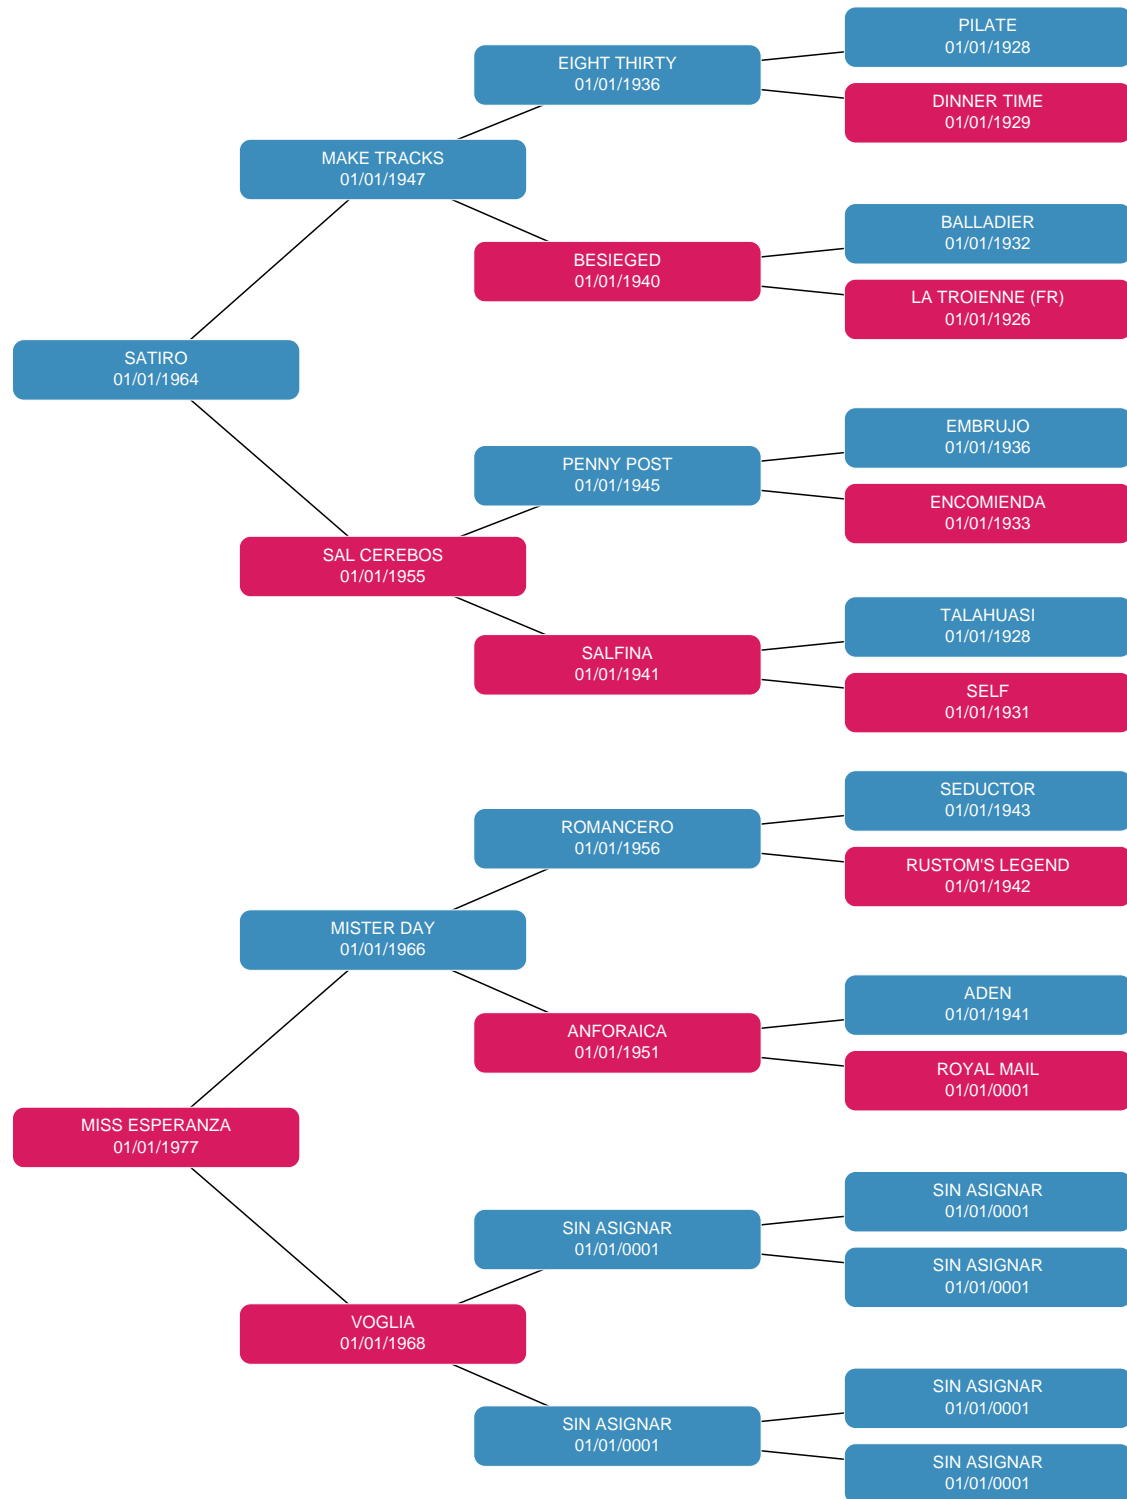 PILATE
01/01/1928
EIGHT THIRTY
01/01/1936
DINNER TIME
01/01/1929
MAKE TRACKS
01/01/1947
BALLADIER
01/01/1932
BESIEGED
01/01/1940
LA TROIENNE (FR)
01/01/1926
SATIRO
01/01/1964
EMBRUJO
01/01/1936
PENNY POST
01/01/1945
ENCOMIENDA
01/01/1933
SAL CEREBOS
01/01/1955
TALAHUASI
01/01/1928
SALFINA
01/01/1941
SELF
01/01/1931
SEDUCTOR
01/01/1943
ROMANCERO
01/01/1956
RUSTOM'S LEGEND
01/01/1942
MISTER DAY
01/01/1966
ADEN
01/01/1941
ANFORAICA
01/01/1951
ROYAL MAIL
01/01/0001
MISS ESPERANZA
01/01/1977
SIN ASIGNAR
01/01/0001
SIN ASIGNAR
01/01/0001
SIN ASIGNAR
01/01/0001
VOGLIA
01/01/1968
SIN ASIGNAR
01/01/0001
SIN ASIGNAR
01/01/0001
SIN ASIGNAR
01/01/0001